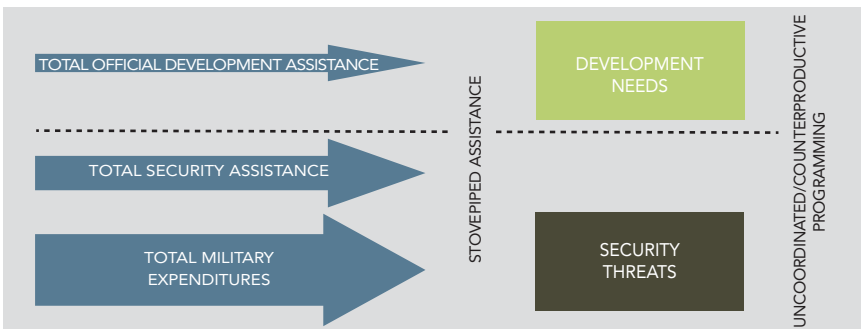 TOTAL OFFICIAL DEVELOPMENT ASSISTANCE
DEVELOPMENT
NEEDS
STOVEPIPED ASSISTANCE
UNCOORDINATED/COUNTERPRODUCTIVE
PROGRAMMING
TOTAL SECURITY ASSISTANCE
TOTAL MILITARY
EXPENDITURES
SECURITY
THREATS